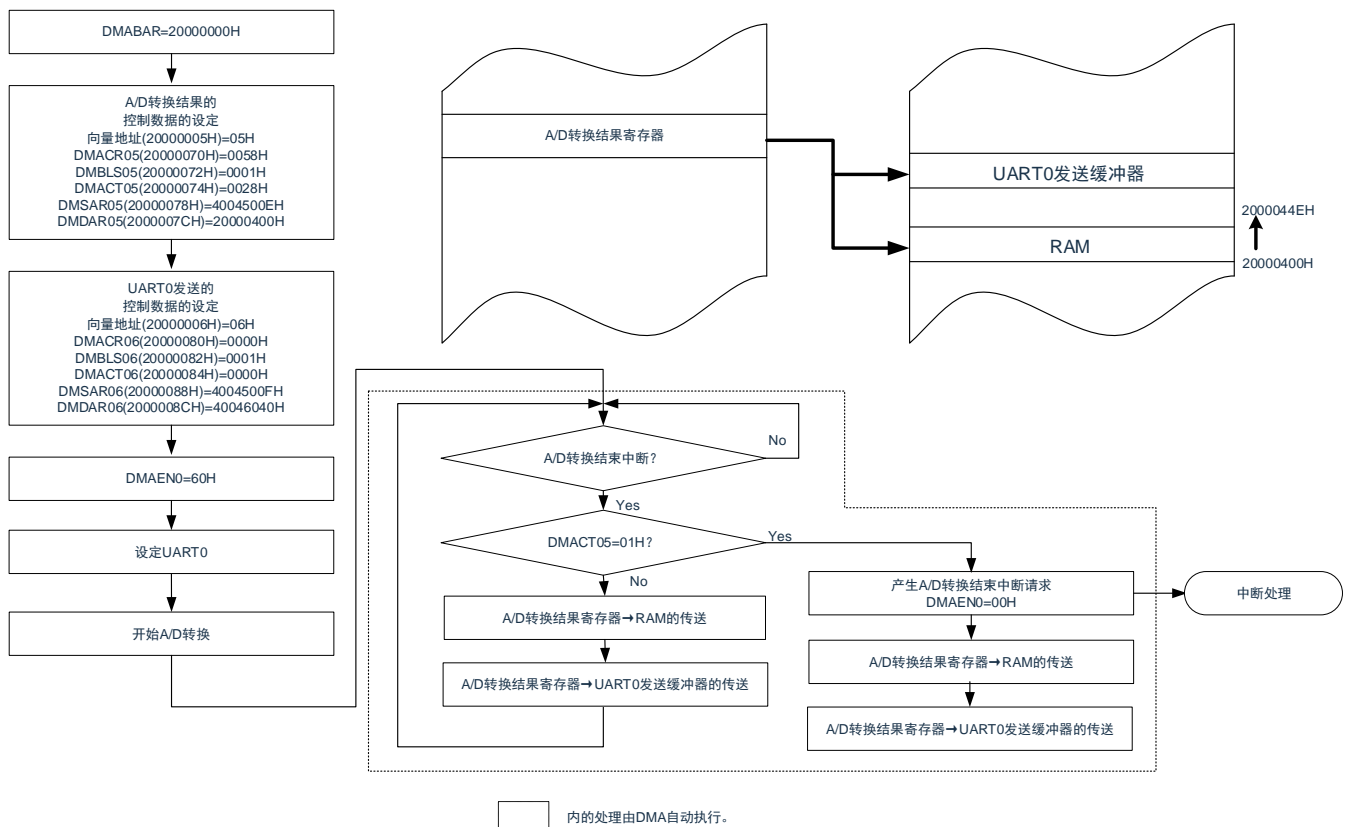 DMABAR=20000000H
A/D转换结果的
控制数据的设定
向量地址(20000005H)=05H
DMACR05(20000070H)=0058H
DMBLS05(20000072H)=0001H
DMACT05(20000074H)=0028H
DMSAR05(20000078H)=4004500EH
DMDAR05(2000007CH)=20000400H
UART0发送的
控制数据的设定
向量地址(20000006H)=06H
DMACR06(20000080H)=0000H
DMBLS06(20000082H)=0001H
DMACT06(20000084H)=0000H
DMSAR06(20000088H)=4004500FH
DMDAR06(2000008CH)=40046040H
DMAEN0=60H
设定UART0
开始A/D转换
A/D转换结果寄存器
UART0发送缓冲器
2000044EH
RAM
20000400H
A/D转换结束中断?
No
Yes
DMACT05=01H?
Yes
No
A/D转换结果寄存器→RAM的传送
A/D转换结果寄存器→UART0发送缓冲器的传送
产生A/D转换结束中断请求
DMAEN0=00H
中断处理
A/D转换结果寄存器→RAM的传送
A/D转换结果寄存器→UART0发送缓冲器的传送
内的处理由DMA自动执行。